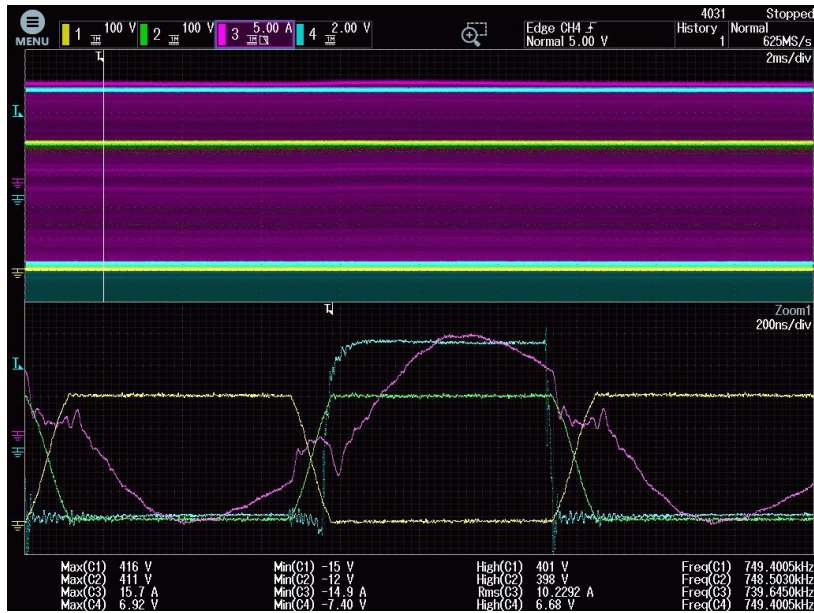 4031 Stopped
MENU 1 1M 100 V 2 1M 100 V 3 1M 5.00 A 4 1M 2.00 V Edge CH4 History Normal
Normal 5.00 V 1 625MS/s
T 2ms/div
T
T Zoom1
200ns/div
T
Max(C1) 416 V Min(C1) -15 V High(C1) 401 V Freq(C1) 749.4005kHz
Max(C2) 411 V Min(C2) -12 V High(C2) 398 V Freq(C2) 748.5030kHz
Max(C3) 15.7 A Min(C3) -14.9 A Rms(C3) 10.2292 A Freq(C3) 739.6450kHz
Max(C4) 6.92 V Min(C4) -7.40 V High(C4) 6.68 V Freq(C4) 749.4005kHz